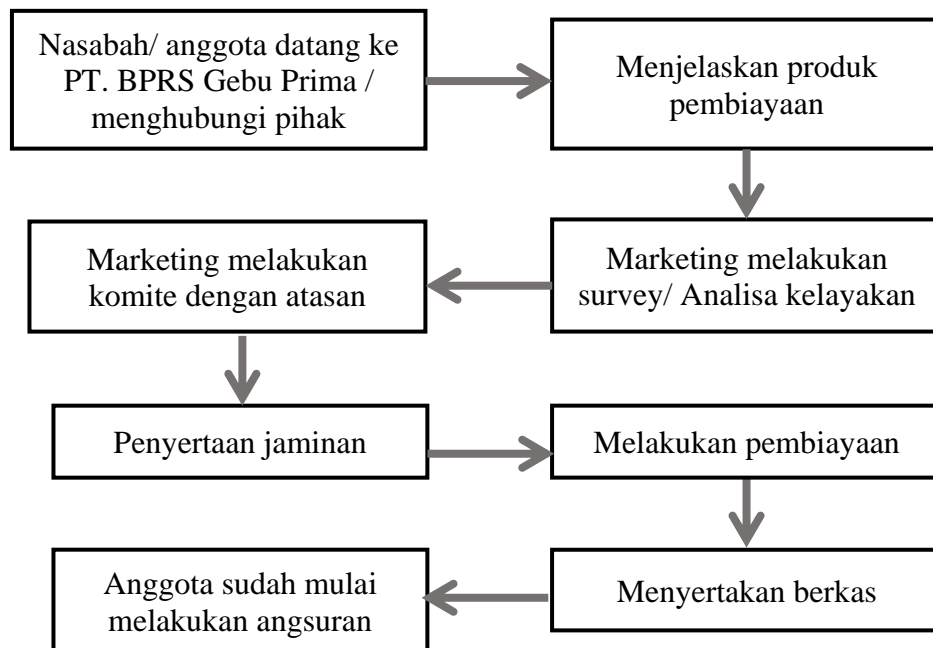 Nasabah/ anggota datang ke
PT. BPRS Gebu Prima /
menghubungi pihak
Menjelaskan produk
pembiayaan
Marketing melakukan
survey/ Analisa kelayakan
Marketing melakukan
komite dengan atasan
Penyertaan jaminan
Melakukan pembiayaan
Menyertakan berkas
Anggota sudah mulai
melakukan angsuran